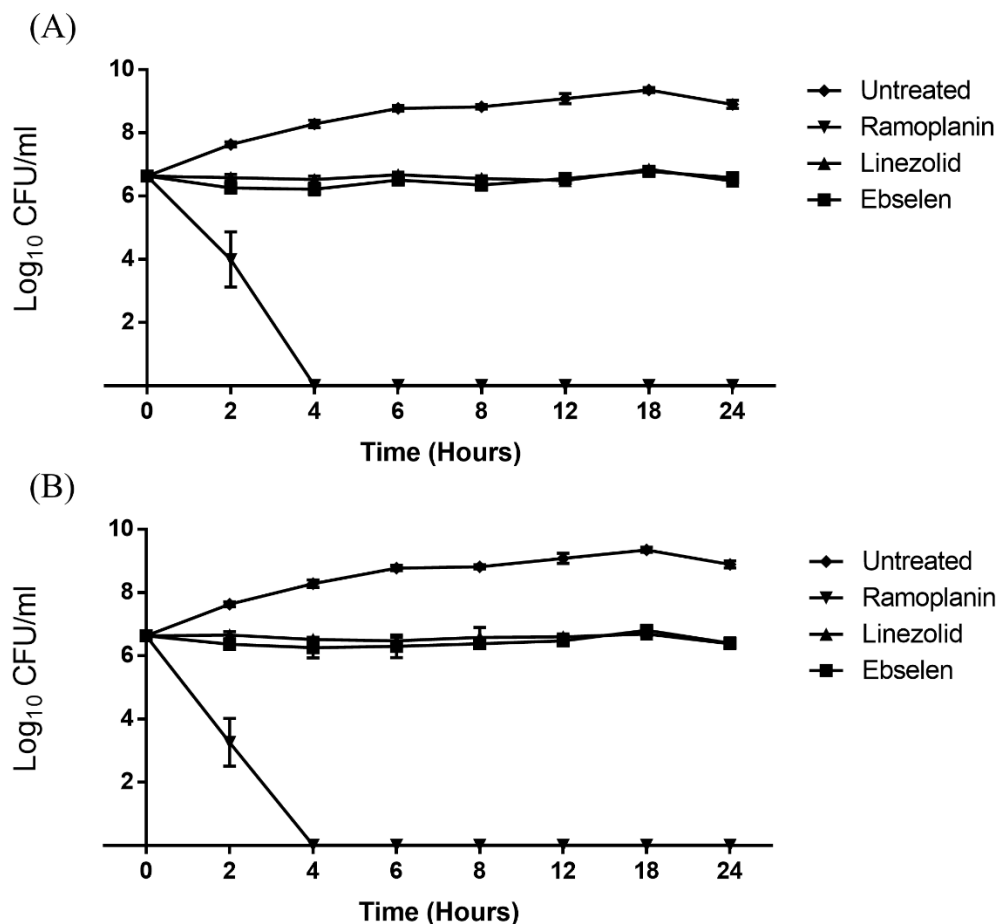 (A)
10
8
6
4
2
Log₁₀ CFU/ml
0 2 4 6 8 12 18 24
Time (Hours)
Untreated
Ramoplanin
Linezolid
Ebselen
(B)
10
8
6
4
2
Log₁₀ CFU/ml
0 2 4 6 8 12 18 24
Time (Hours)
Untreated
Ramoplanin
Linezolid
Ebselen